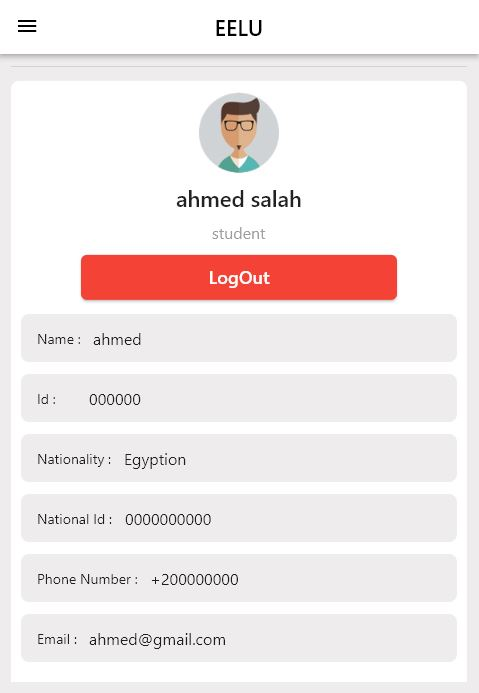 EELU
ahmed salah
student
LogOut
Name : ahmed
Id : 000000
Nationality : Egyption
National Id : 0000000000
Phone Number : +200000000
Email : ahmed@gmail.com